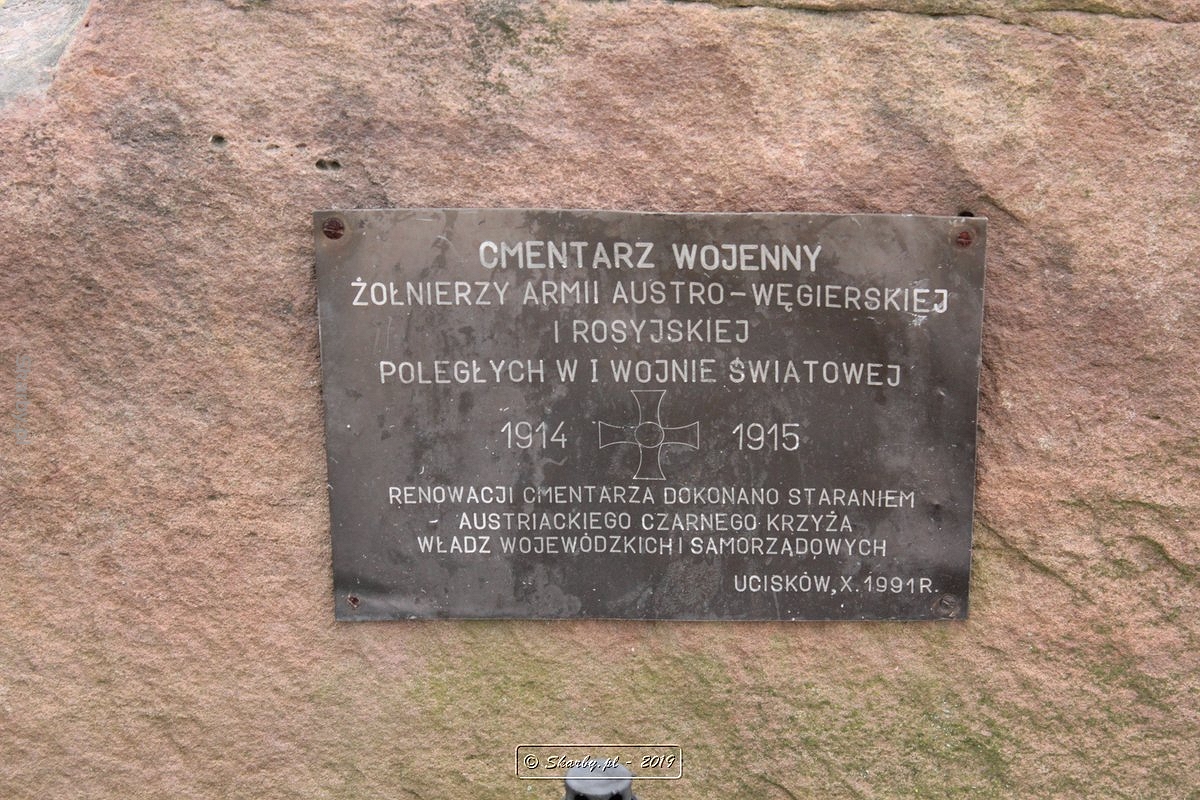 CMENTARZ WOJENNY
ŻOŁNIERZY ARMII AUSTRO-WĘGIERSKIEJ
I ROSYJSKIEJ
POLEGŁYCH W I WOJNIE ŚWIATOWEJ
1914 1915
RENOWACJI CMENTARZA DOKONANO STARANIEM
AUSTRIACKIEGO CZARNEGO KRZYŻA
WŁADZ WOJEWÓDZKICH I SAMORZĄDOWYCH
UCISKÓW, X. 1991 R.
© Skarby.pl - 2019